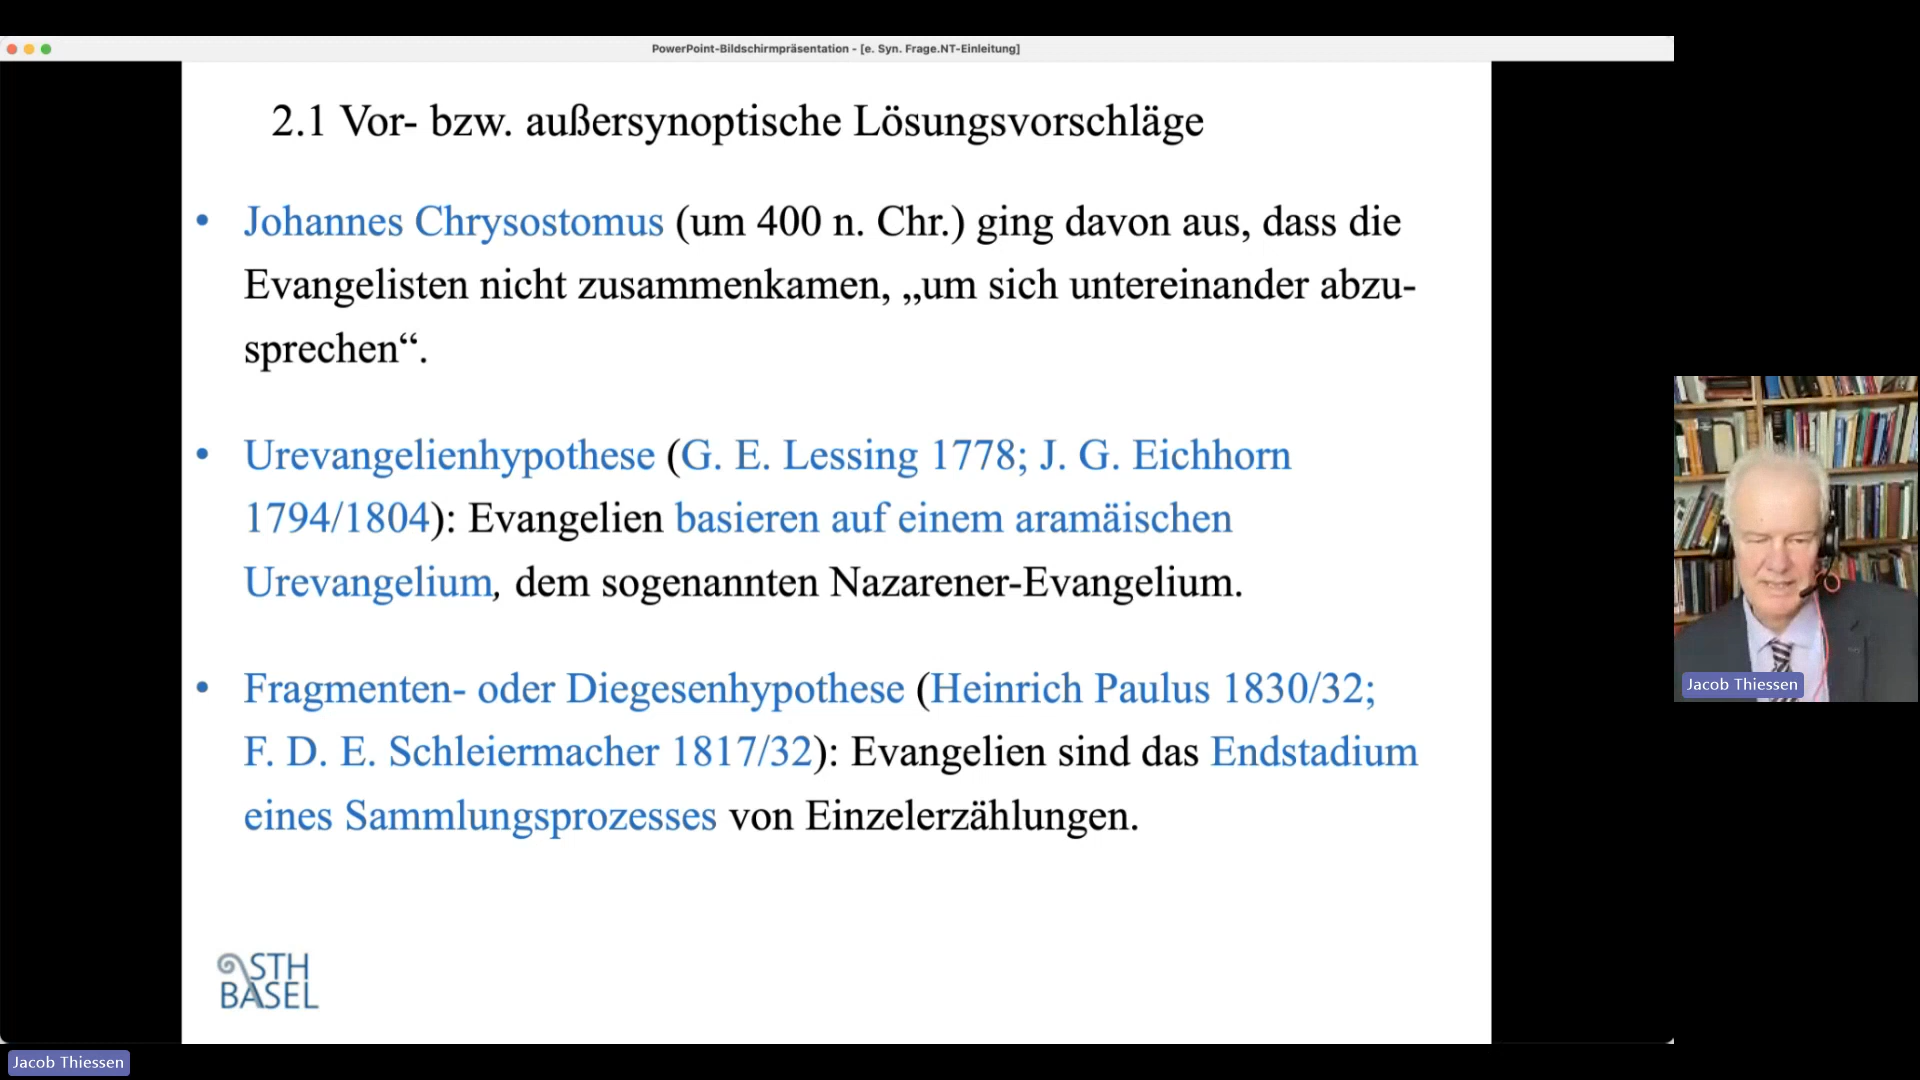 PowerPoint-Bildschirmpräsentation - [e. Syn. Frage.NT-Einleitung]
2.1 Vor- bzw. außersynoptische Lösungsvorschläge
• Johannes Chrysostomus (um 400 n. Chr.) ging davon aus, dass die
Evangelisten nicht zusammenkamen, „um sich untereinander abzu-
sprechen“.
• Urevangelienhypothese (G. E. Lessing 1778; J. G. Eichhorn
1794/1804): Evangelien basieren auf einem aramäischen
Urevangelium, dem sogenannten Nazarener-Evangelium.
• Fragmenten- oder Diegesenhypothese (Heinrich Paulus 1830/32;
F. D. E. Schleiermacher 1817/32): Evangelien sind das Endstadium
eines Sammlungsprozesses von Einzelerzählungen.
STH
BASEL
Jacob Thiessen
Jacob Thiessen